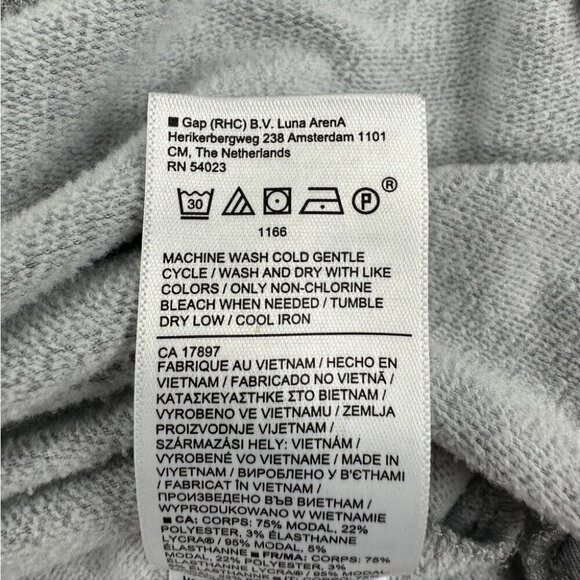 ■ Gap (RHC) B.V. Luna ArenA
Herikerbergweg 238 Amsterdam 1101
CM, The Netherlands
RN 54023
30 P ®
1166
MACHINE WASH COLD GENTLE
CYCLE / WASH AND DRY WITH LIKE
COLORS / ONLY NON-CHLORINE
BLEACH WHEN NEEDED / TUMBLE
DRY LOW / COOL IRON
CA 17897
FABRIQUE AU VIETNAM / HECHO EN
VIETNAM / FABRICADO NO VIETNÃ /
ΚΑΤΑΣΚΕΥΑΣΤΗΚΕ ΣΤΟ ΒΙΕΤΝΑΜ /
VYROBENO VE VIETNAMU / ZEMLJA
PROIZVODNJE VIJETNAM /
SZÁRMAZÁSI HELY: VIETNÁM /
VYROBENÉ VO VIETNAME / MADE IN
VIYETNAM / ВИРОБЛЕНО У В'ЄТНАМІ
/ FABRICAT ÎN VIETNAM /
ПРОИЗВЕДЕНО ВЪВ ВИЕТНАМ /
WYPRODUKOWANO W WIETNAMIE
■ CA: CORPS: 75% MODAL, 22%
POLYESTER, 3% ÉLASTHANNE
LYCRA® / 95% MODAL, 5%
ÉLASTHANNE ■ FR/MA: CORPS: 75%
MODAL, 22% POLYESTER, 3%